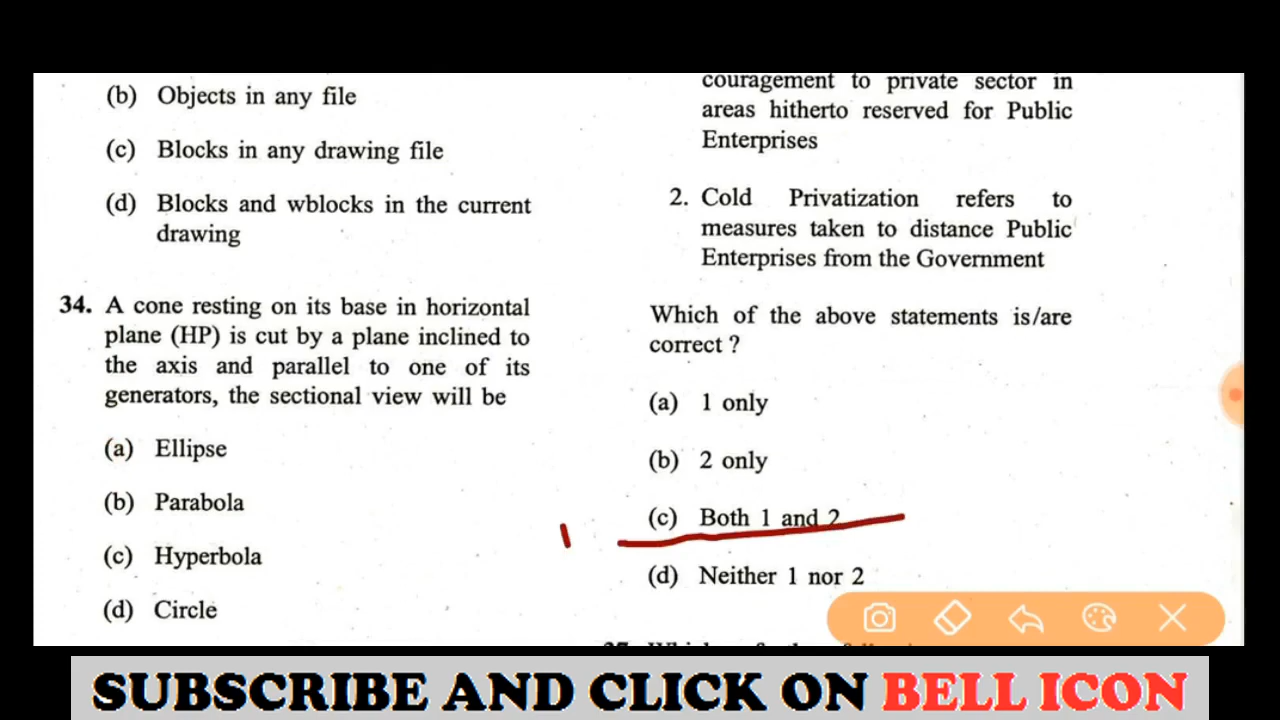 (b) Objects in any file
(c) Blocks in any drawing file
(d) Blocks and wblocks in the current
drawing
34. A cone resting on its base in horizontal
plane (HP) is cut by a plane inclined to
the axis and parallel to one of its
generators, the sectional view will be
(a) Ellipse
(b) Parabola
(c) Hyperbola
(d) Circle
couragement to private sector in
areas hitherto reserved for Public
Enterprises
2. Cold Privatization refers to
measures taken to distance Public
Enterprises from the Government
Which of the above statements is/are
correct ?
(a) 1 only
(b) 2 only
(c) Both 1 and 2
(d) Neither 1 nor 2
SUBSCRIBE AND CLICK ON BELL ICON